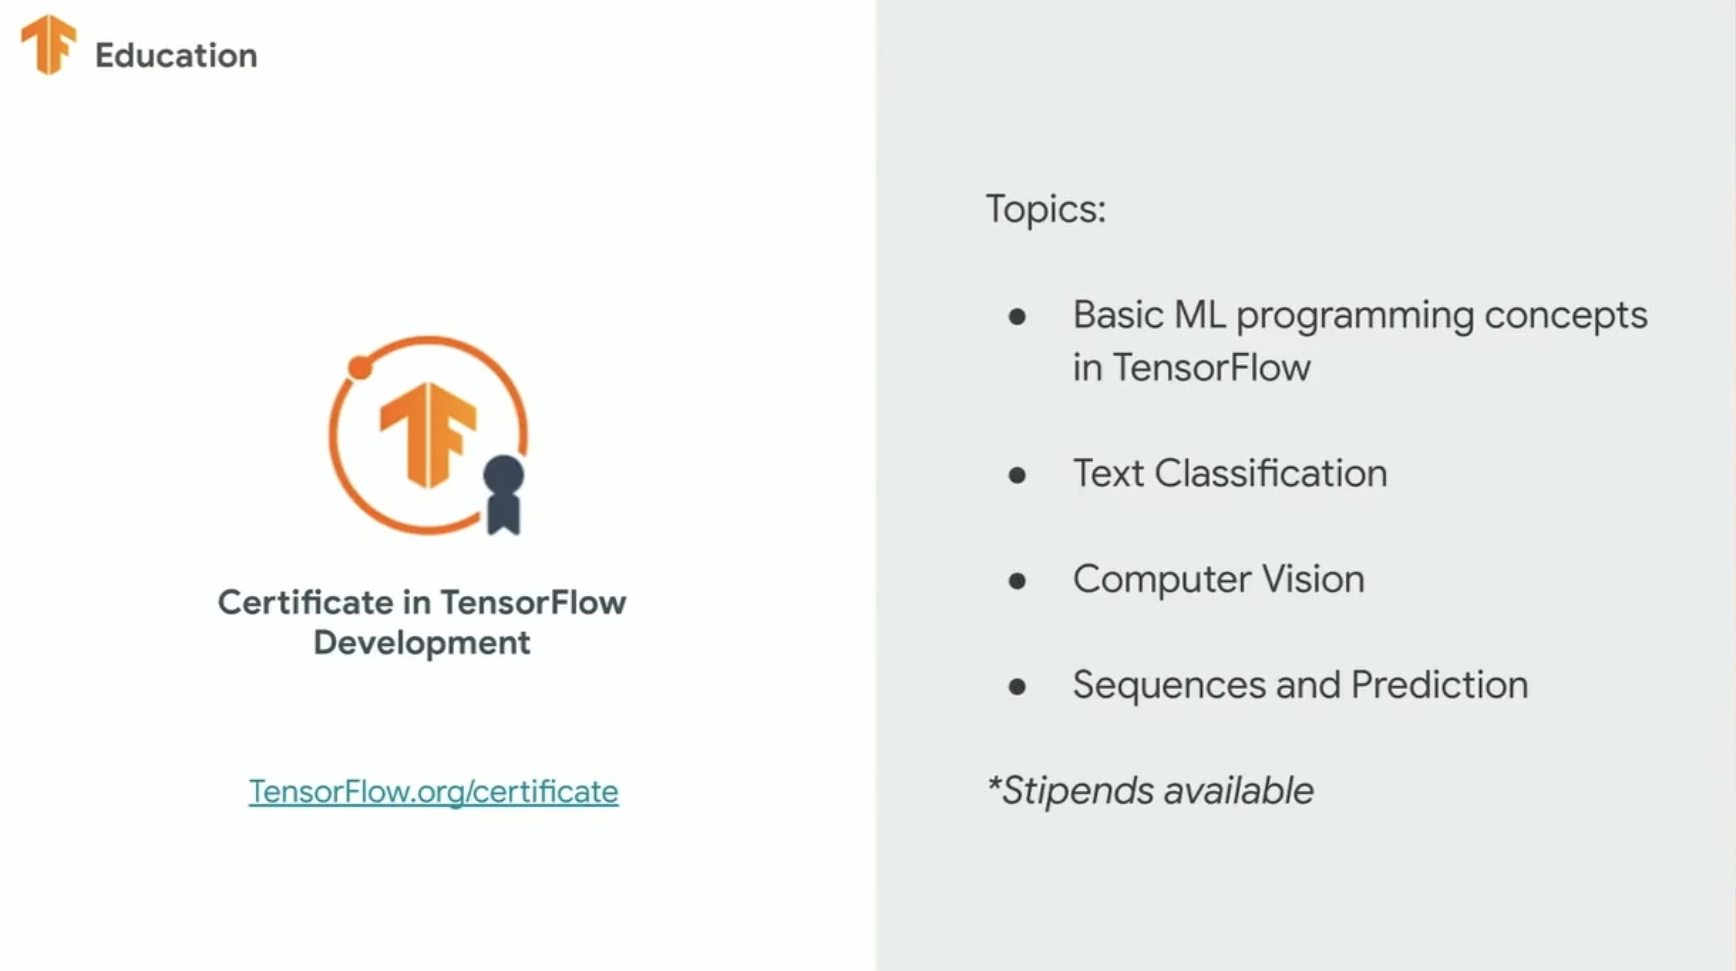 Education
Certificate in TensorFlow
Development
TensorFlow.org/certificate
Topics:
● Basic ML programming concepts
in TensorFlow
● Text Classification
● Computer Vision
● Sequences and Prediction
*Stipends available